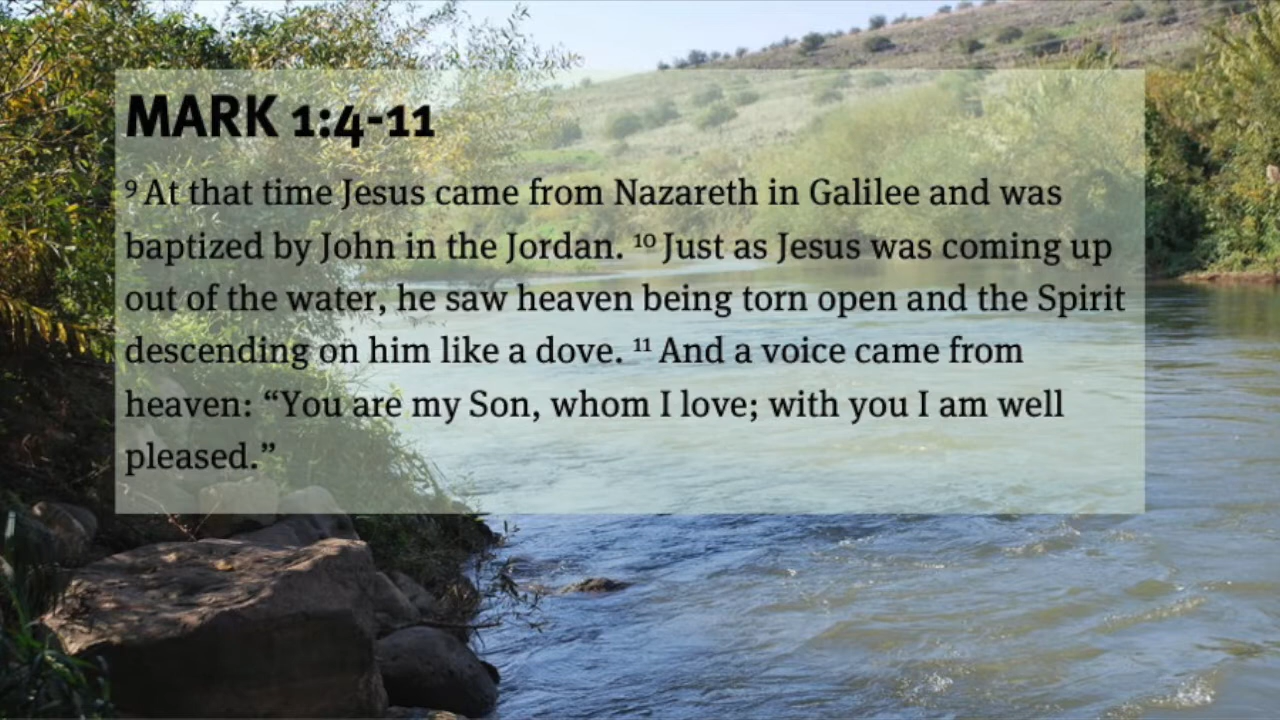 MARK 1:4-11
⁹ At that time Jesus came from Nazareth in Galilee and was
baptized by John in the Jordan. ¹⁰ Just as Jesus was coming up
out of the water, he saw heaven being torn open and the Spirit
descending on him like a dove. ¹¹ And a voice came from
heaven: “You are my Son, whom I love; with you I am well
pleased.”